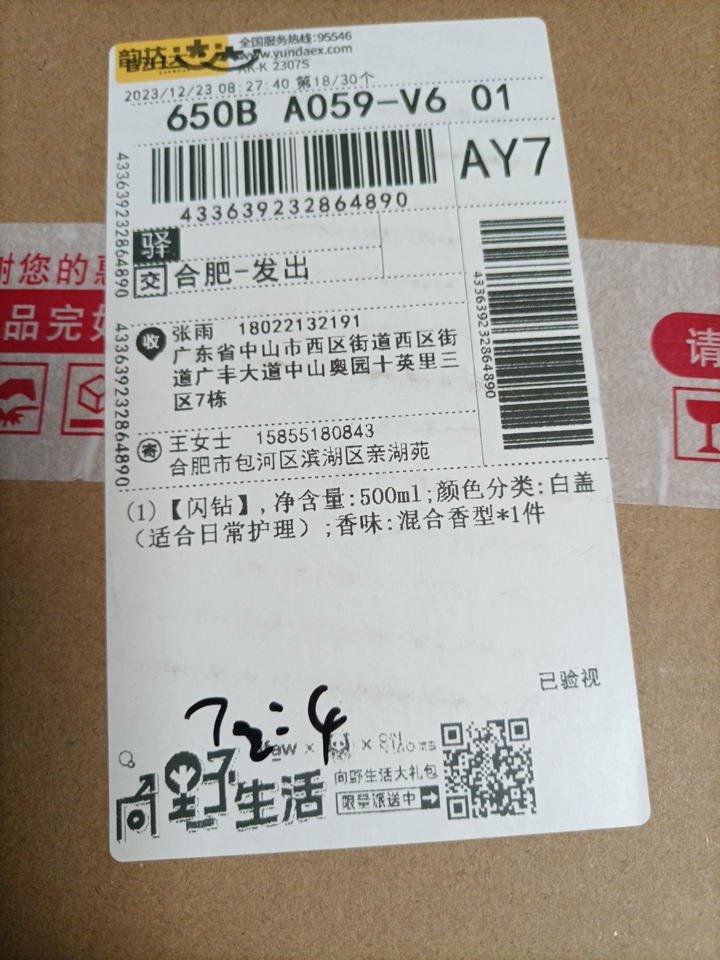 韵达
全国服务热线:95546
www.yundaex.com
2307S
2023/12/23 08:27:40 第18/30个
650B A059-V6 01
AY7
433639232864890
433639232864890
433639232864890
433639232864890
驿
交 合肥-发出
收 张雨 18022132191
广东省中山市西区街道西区街
道广丰大道中山奥园十英里三
区7栋
寄 王女士 15855180843
合肥市包河区滨湖区亲湖苑
(1)【闪钻】,净含量:500ml;颜色分类:白盖
(适合日常护理);香味:混合香型*1件
已验视
向野生活
向野生活大礼包
限量派送中
谢您的惠
品完好
请